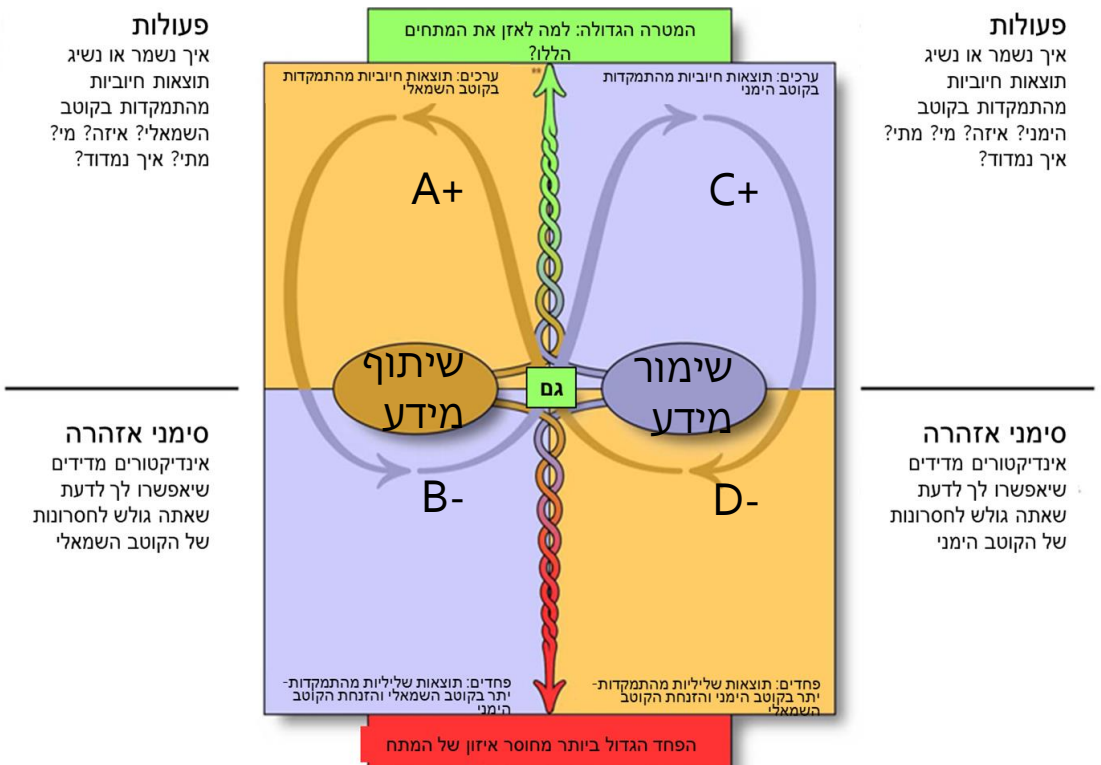 המטרה הגדולה: למה לאזן את המתחים
הללו?
פעולות
איך נשמר או נשיג
תוצאות חיוביות
מהתמקדות בקוטב
הימני? איזה? מי? מתי?
איך נמדוד?
ערכים: תוצאות חיוביות מהתמקדות
בקוטב הימני
C+
ערכים: תוצאות חיוביות מהתמקדות
בקוטב השמאלי
A+
פעולות
איך נשמר או נשיג
תוצאות חיוביות
מהתמקדות בקוטב
השמאלי? איזה? מי?
מתי? איך נמדוד?
שימור
מידע
גם
שיתוף
מידע
סימני אזהרה
אינדיקטורים מדידים
שיאפשרו לך לדעת
שאתה גולש לחסרונות
של הקוטב הימני
D-
פחדים: תוצאות שליליות מהתמקדות-
יתר בקוטב הימני והזנחת הקוטב
השמאלי
B-
פחדים: תוצאות שליליות מהתמקדות-
יתר בקוטב השמאלי והזנחת הקוטב
הימני
סימני אזהרה
אינדיקטורים מדידים
שיאפשרו לך לדעת
שאתה גולש לחסרונות
של הקוטב השמאלי
הפחד הגדול ביותר מחוסר איזון של המתח